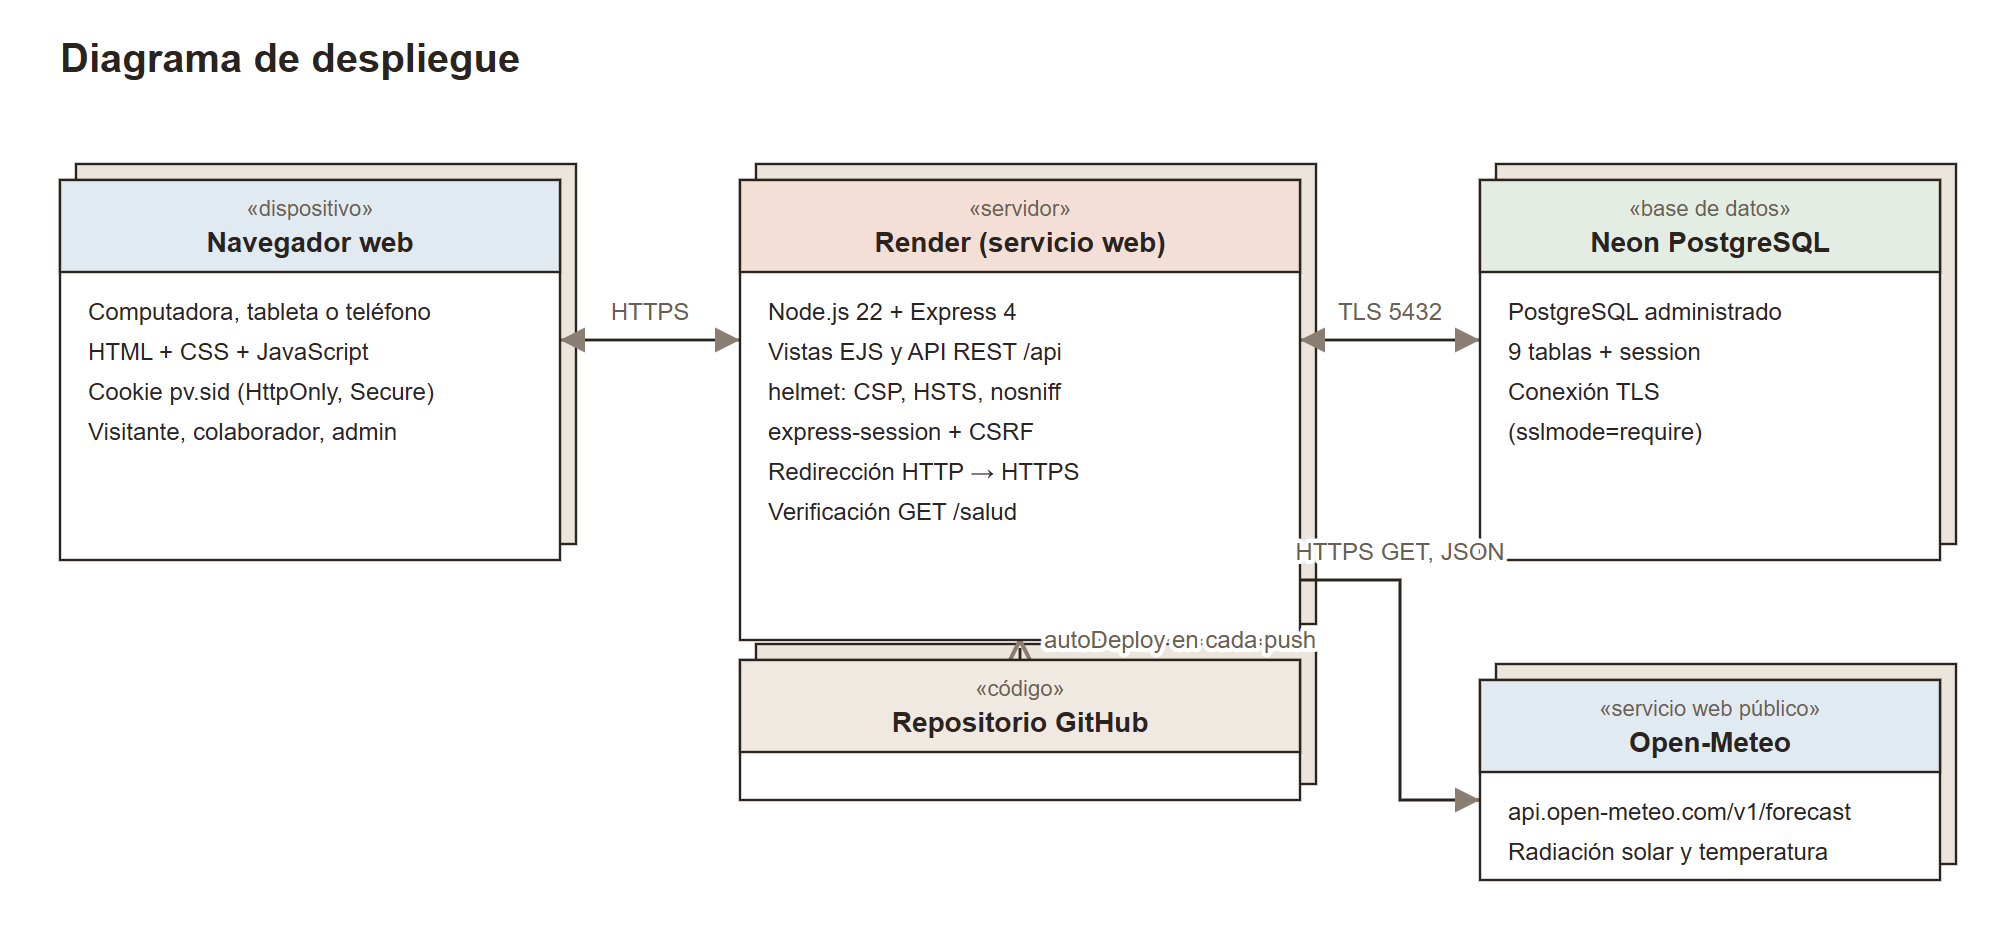 Diagrama de despliegue
«dispositivo»
Navegador web
Computadora, tableta o teléfono
HTML + CSS + JavaScript
Cookie pv.sid (HttpOnly, Secure)
Visitante, colaborador, admin
HTTPS
«servidor»
Render (servicio web)
Node.js 22 + Express 4
Vistas EJS y API REST /api
helmet: CSP, HSTS, nosniff
express-session + CSRF
Redirección HTTP → HTTPS
Verificación GET /salud
TLS 5432
«base de datos»
Neon PostgreSQL
PostgreSQL administrado
9 tablas + session
Conexión TLS
(sslmode=require)
HTTPS GET, JSON
autoDeploy en cada push
«código»
Repositorio GitHub
«servicio web público»
Open-Meteo
api.open-meteo.com/v1/forecast
Radiación solar y temperatura